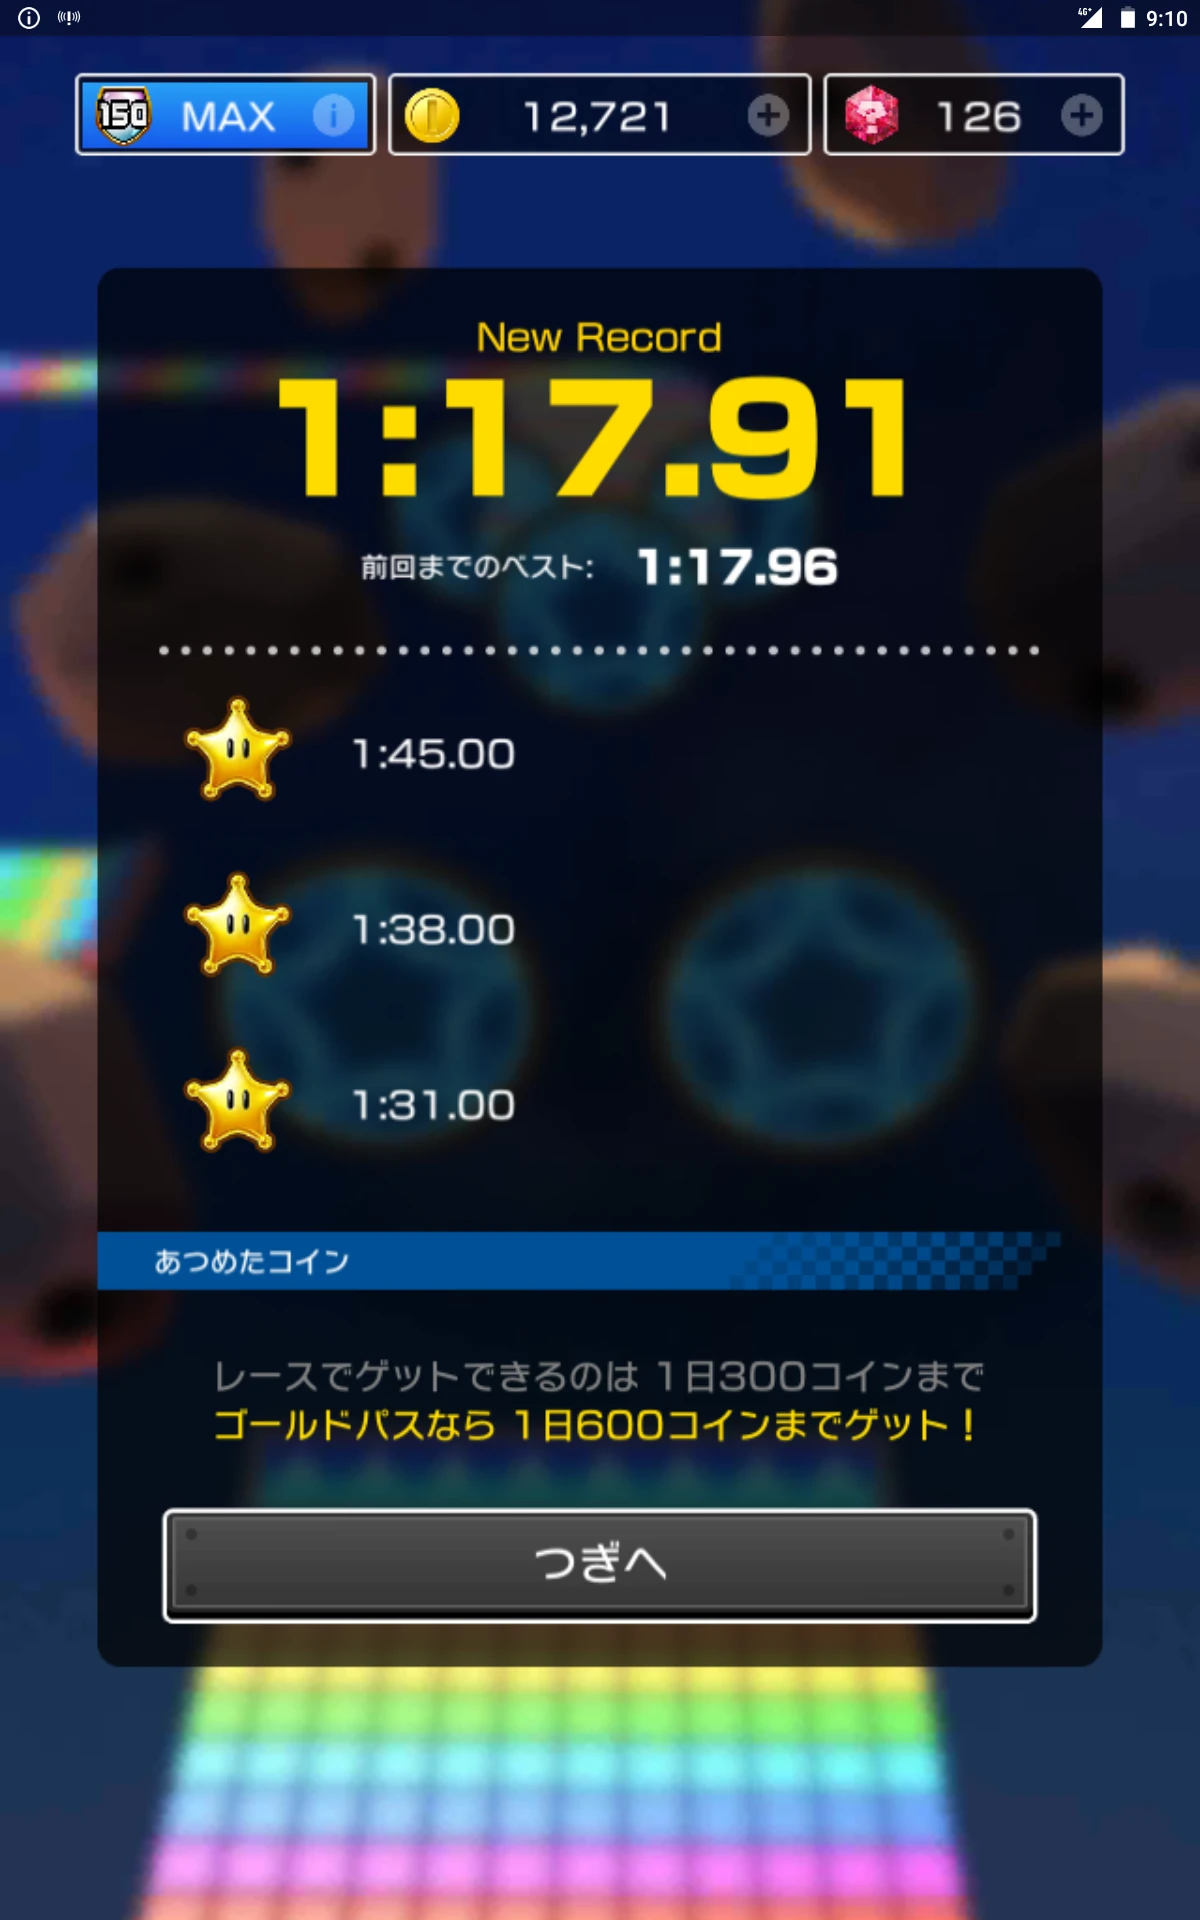 9:10
150 MAX
12,721
126
New Record
1:17.91
前回までのベスト: 1:17.96
1:45.00
1:38.00
1:31.00
あつめたコイン
レースでゲットできるのは 1日300コインまで
ゴールドパスなら 1日600コインまでゲット！
つぎへ